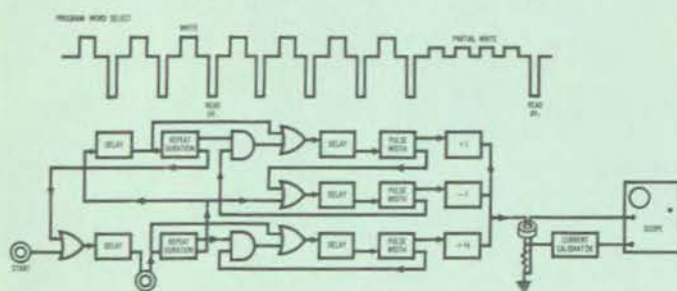 PROGRAM WORD SELECT
WRITE
PARTIAL WRITE
READ
READ
DELAY
REPEAT
DURATION
DELAY
PULSE
WIDTH
DELAY
PULSE
WIDTH
START
DELAY
REPEAT
DURATION
DELAY
PULSE
WIDTH
CURRENT
CALIBRATOR
SCOPE